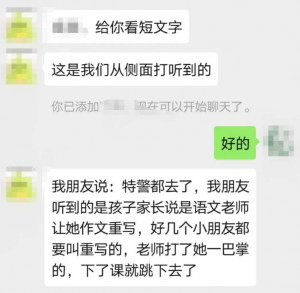 给你看短文字
这是我们从侧面打听到的
你已添加
现在可以开始聊天了。
好的
我朋友说：特警都去了，我朋友
听到的是孩子家长说是语文老师
让她作文重写，好几个小朋友都
要叫重写的，老师打了她一巴掌
的，下了课就跳下去了